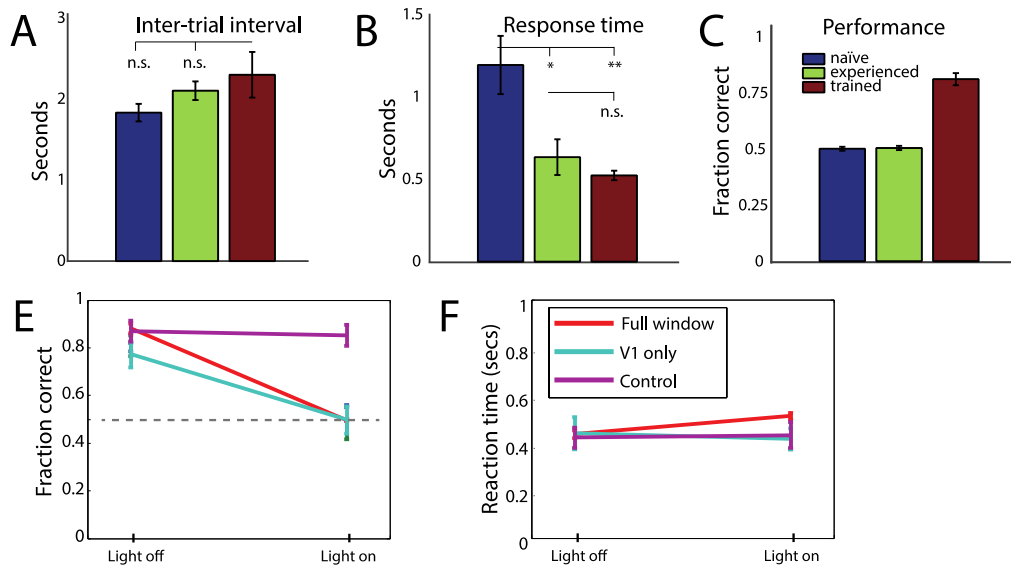 A
Inter-trial interval
3
2
1
0
Seconds
n.s.
n.s.
B
Response time
1.5
1
0.5
0
Seconds
*
**
n.s.
C
Performance
1
0.75
0.5
0.25
0
Fraction correct
naïve
experienced
trained
E
1
0.8
0.6
0.4
0.2
0
Fraction correct
Light off
Light on
F
1
0.8
0.6
0.4
0.2
0
Reaction time (secs)
Full window
V1 only
Control
Light off
Light on